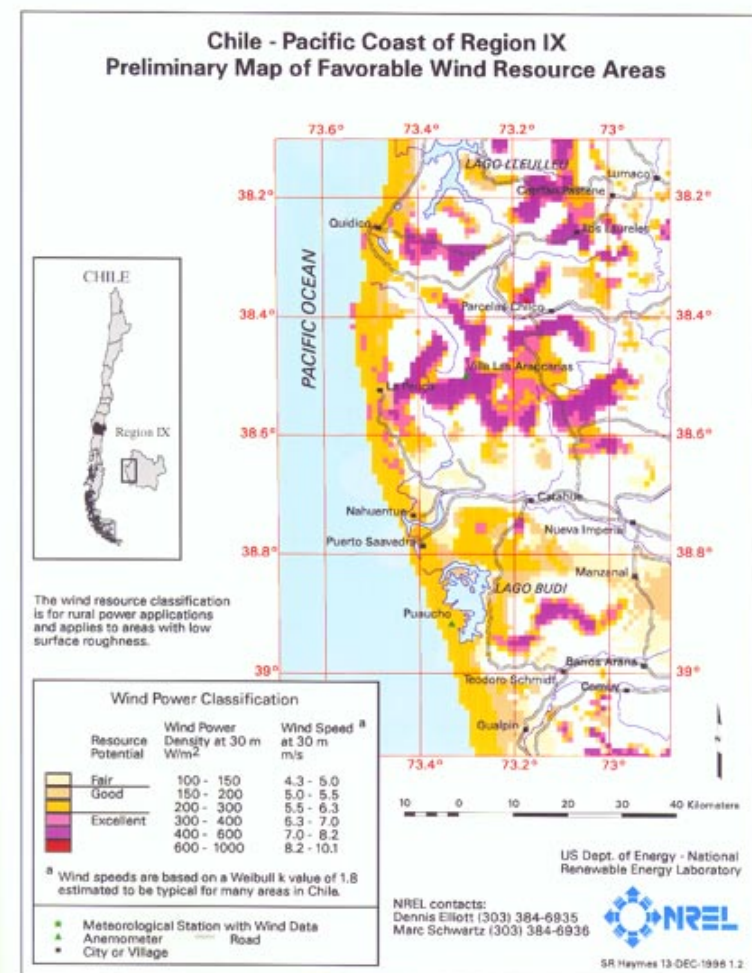 Chile - Pacific Coast of Region IX
Preliminary Map of Favorable Wind Resource Areas
73.6° 73.4° 73.2° 73°
LAGO LLEULLEU
Lumaco
Capitan Pastene
38.2° 38.2°
Quidico
Los Laureles
PACIFIC OCEAN
CHILE
Region IX
Parcelas Chilco
38.4° 38.4°
Villa Las Araucarias
38.6° 38.6°
Carahue
Nahuentue
Nueva Imperial
Puerto Saavedra
38.8° 38.8°
Manzanal
LAGO BUDI
Puaucho
Barros Arana
39° 39°
Teodoro Schmidt
Gualpin
73.4° 73.2° 73°
The wind resource classification
is for rural power applications
and applies to areas with low
surface roughness.
10 0 10 20 30 40 Kilometers
Wind Power Classification
Resource Potential
Wind Power Density at 30 m W/m2
Wind Speed a at 30 m m/s
Fair 100 - 150 4.3 - 5.0
Good 150 - 200 5.0 - 5.5
200 - 300 5.5 - 6.3
Excellent 300 - 400 6.3 - 7.0
400 - 600 7.0 - 8.2
600 - 1000 8.2 - 10.1
a Wind speeds are based on a Weibull k value of 1.8
estimated to be typical for many areas in Chile.
Meteorological Station with Wind Data
Anemometer Road
City or Village
US Dept. of Energy - National
Renewable Energy Laboratory
NREL contacts:
Dennis Elliott (303) 384-6935
Marc Schwartz (303) 384-6936
NREL
SR Haymes 13-DEC-1996 1.2